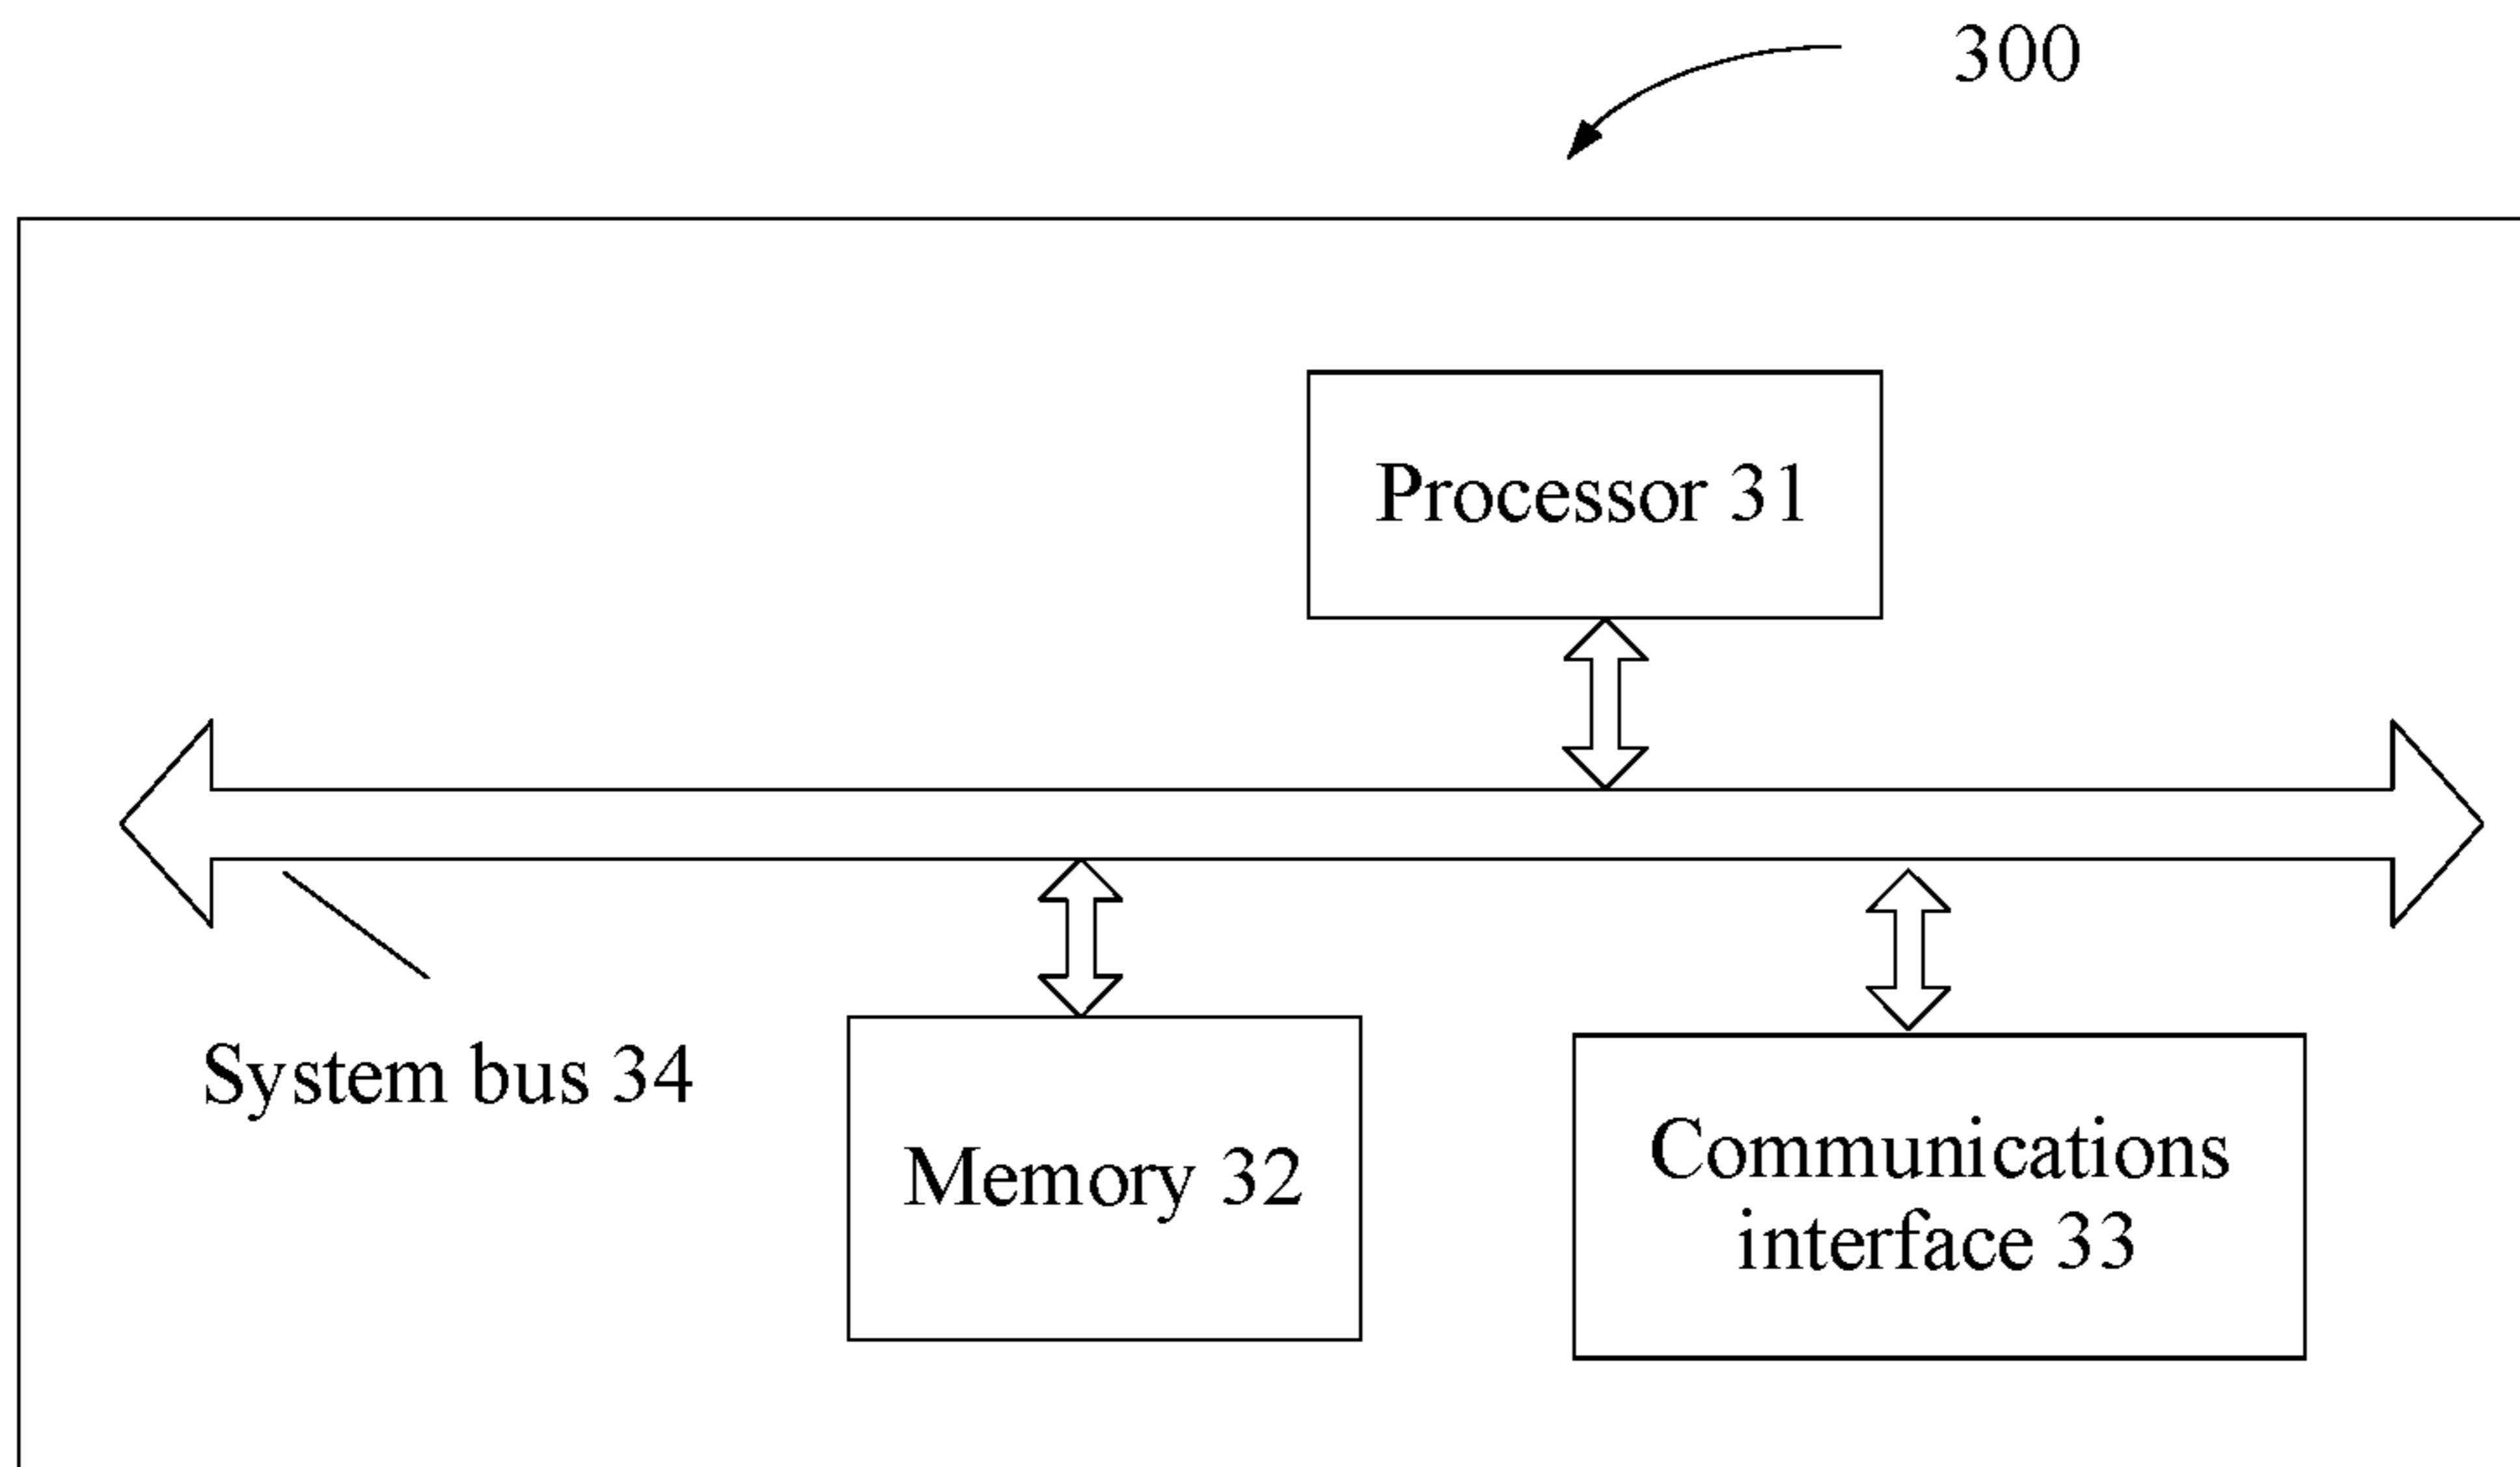 300
Processor 31
System bus 34
Memory 32
Communications
interface 33